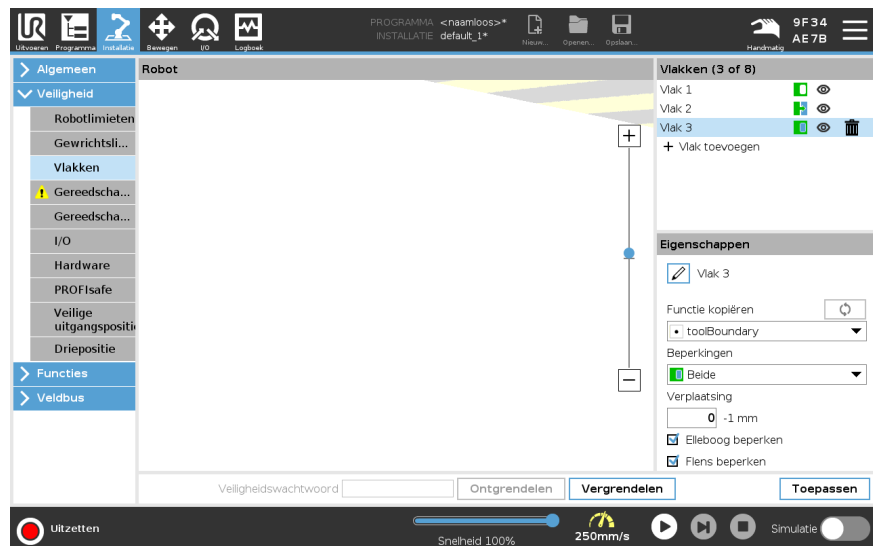 PROGRAMMA <naamloos>*
INSTALLATIE default_1*
9F34
AE7B
Uitvoeren Programma Installatie Bewegen I/O Logboek
Nieuw... Openen... Opslaan...
Handmatig
Algemeen
Veiligheid
Robotlimieten
Gewrichtsli...
Vlakken
Gereedscha...
Gereedscha...
I/O
Hardware
PROFIsafe
Veilige
uitgangspositi
Driepositie
Functies
Veldbus
Robot
Vlakken (3 of 8)
Vlak 1
Vlak 2
Vlak 3
+ Vlak toevoegen
Eigenschappen
Vlak 3
Functie kopiëren
toolBoundary
Beperkingen
Beide
Verplaatsing
0 -1 mm
Elleboog beperken
Flens beperken
Veiligheidswachtwoord
Ontgrendelen
Vergrendelen
Toepassen
Uitzetten
Snelheid 100%
250mm/s
Simulatie